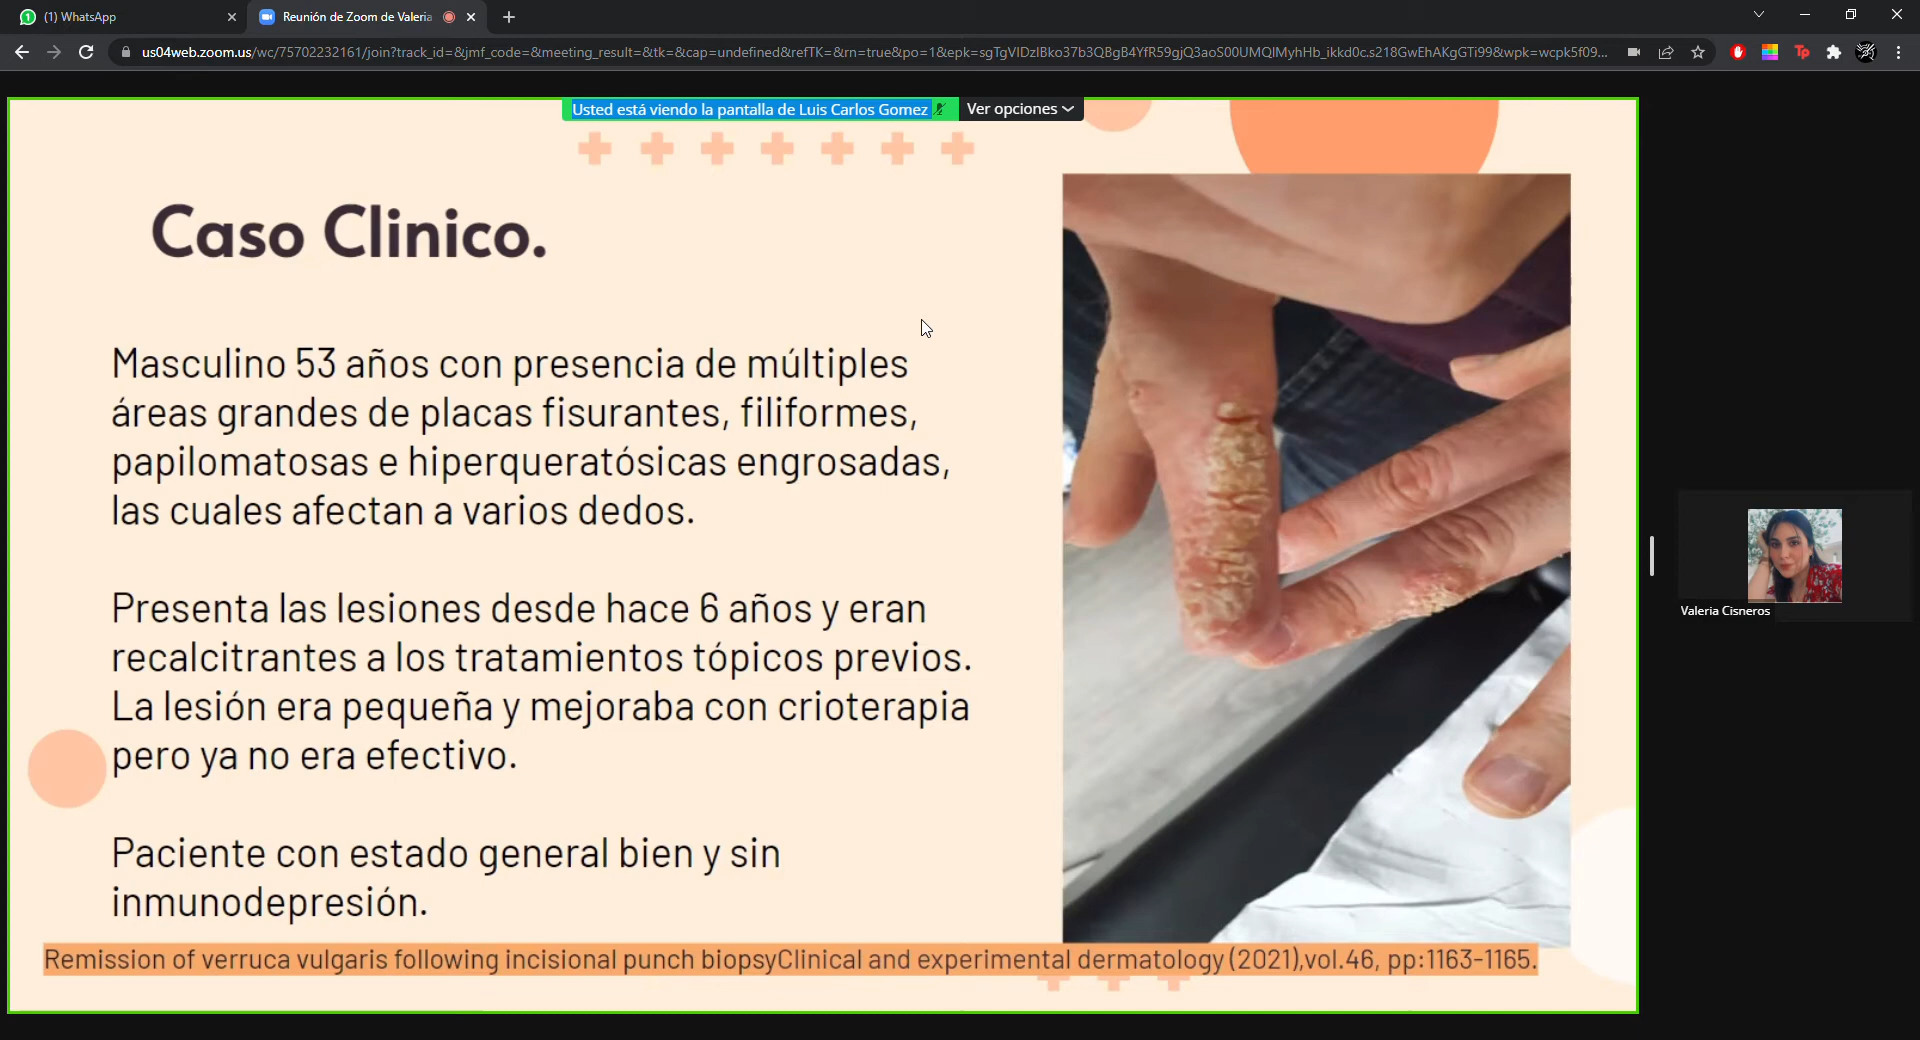 (1) WhatsApp
Reunión de Zoom de Valeria
us04web.zoom.us/wc/75702232161/join?track_id=&jmf_code=&meeting_result=&tk=&cap=undefined&refTK=&rn=true&po=1&epk=sgTgVIDzIBko37b3QBgB4YfR59gjQ3aoS00UMQIMyhHb_ikkd0c.s218GwEhAKgGTi99&wpk=wcpk5f09...
Usted está viendo la pantalla de Luis Carlos Gomez
Ver opciones
Caso Clinico.
Masculino 53 años con presencia de múltiples
áreas grandes de placas fisurantes, filiformes,
papilomatosas e hiperqueratósicas engrosadas,
las cuales afectan a varios dedos.
Presenta las lesiones desde hace 6 años y eran
recalcitrantes a los tratamientos tópicos previos.
La lesión era pequeña y mejoraba con crioterapia
pero ya no era efectivo.
Paciente con estado general bien y sin
inmunodepresión.
Remission of verruca vulgaris following incisional punch biopsyClinical and experimental dermatology (2021),vol.46, pp:1163-1165.
Valeria Cisneros